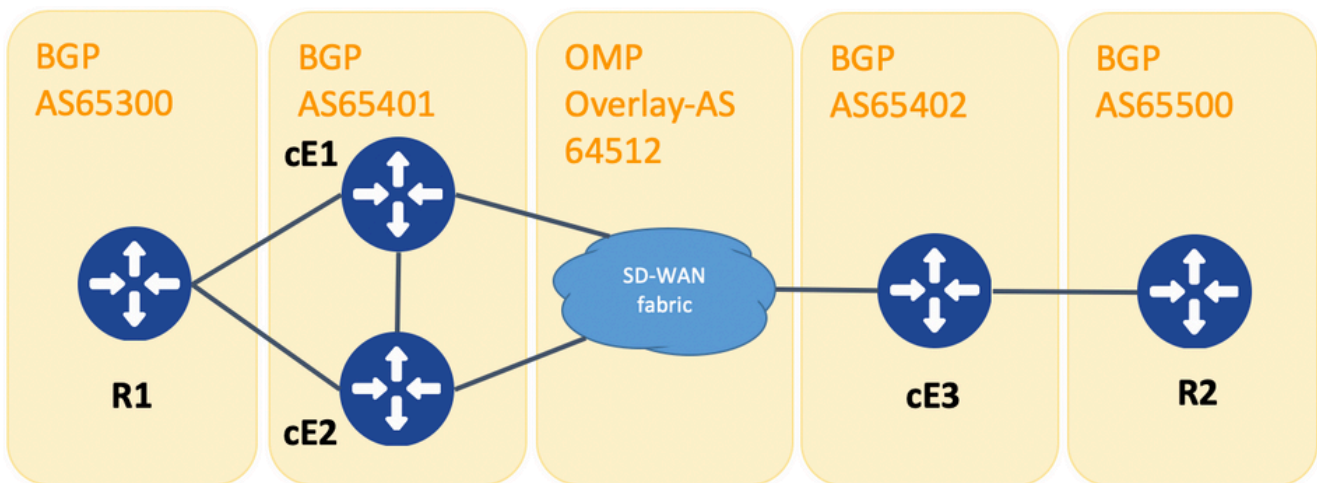 BGP
AS65300
BGP
AS65401
OMP
Overlay-AS
64512
BGP
AS65402
BGP
AS65500
cE1
SD-WAN
fabric
R1
cE2
cE3
R2